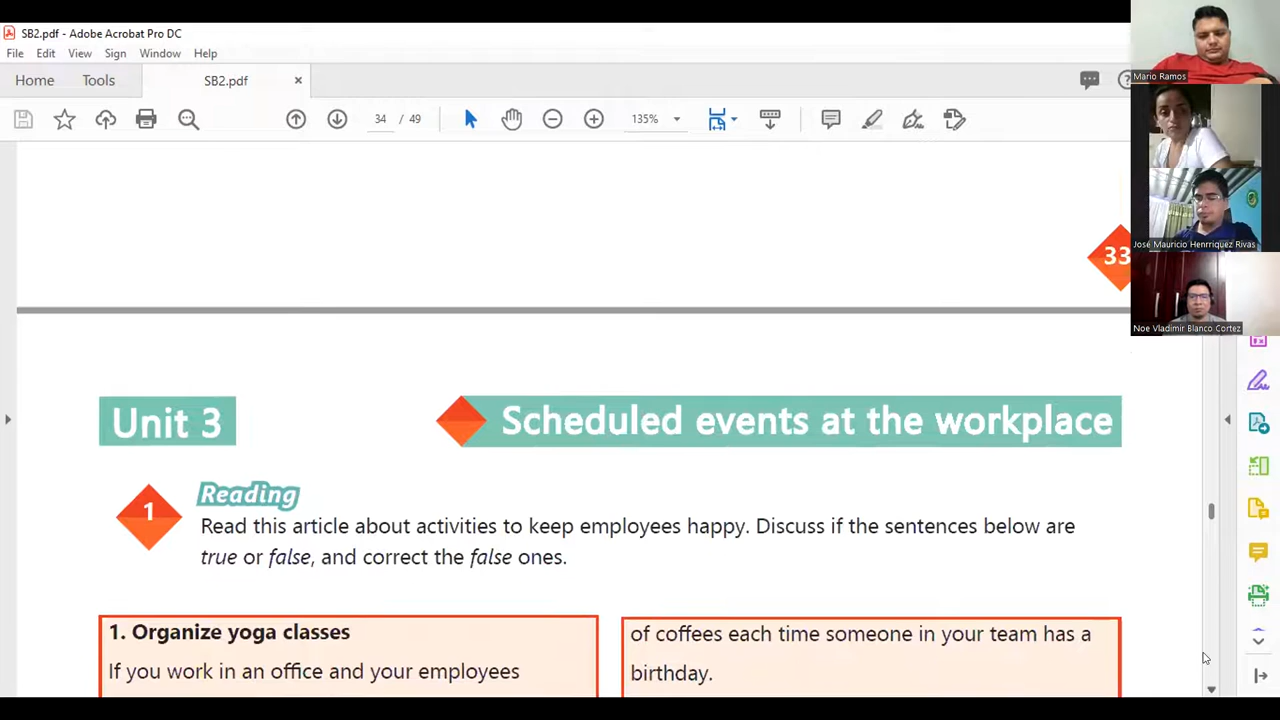 SB2.pdf - Adobe Acrobat Pro DC
File Edit View Sign Window Help
Home Tools SB2.pdf ×
34 / 49 135%
Mario Ramos
José Mauricio Henrriquez Rivas
Noe Vladimir Blanco Cortez
33
Unit 3
Scheduled events at the workplace
1
Reading
Read this article about activities to keep employees happy. Discuss if the sentences below are
true or false, and correct the false ones.
1. Organize yoga classes
If you work in an office and your employees
of coffees each time someone in your team has a
birthday.